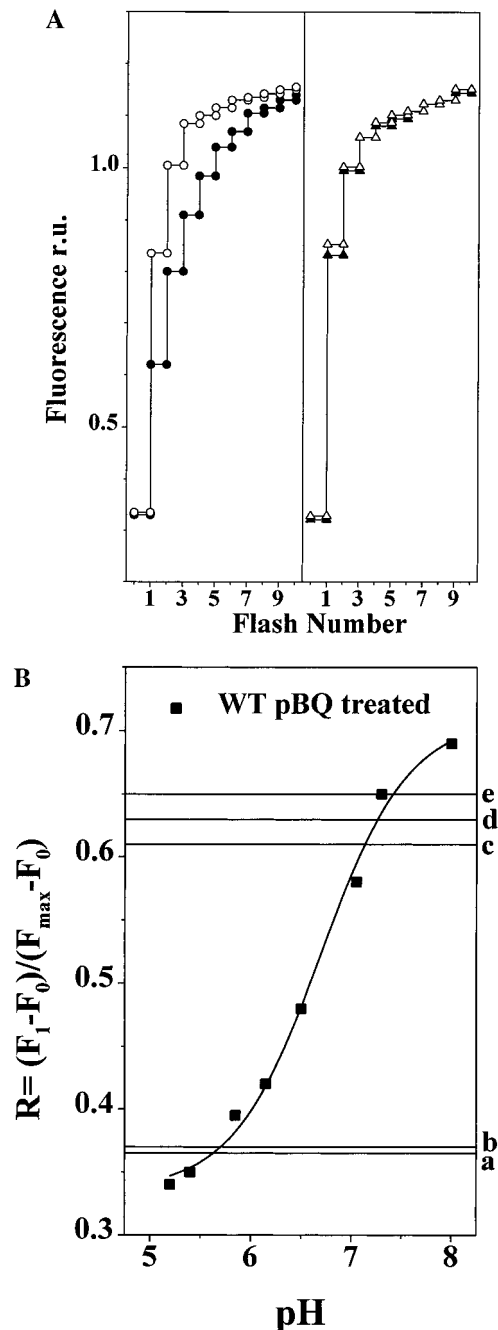 A
Fluorescence r.u.
1.0
0.5
1 3 5 7 9 1 3 5 7 9
Flash Number
B
WT pBQ treated
R= (F₁-F₀)/(Fmax-F₀)
0.7
0.6
0.5
0.4
0.3
e
d
c
b
a
5 6 7 8
pH